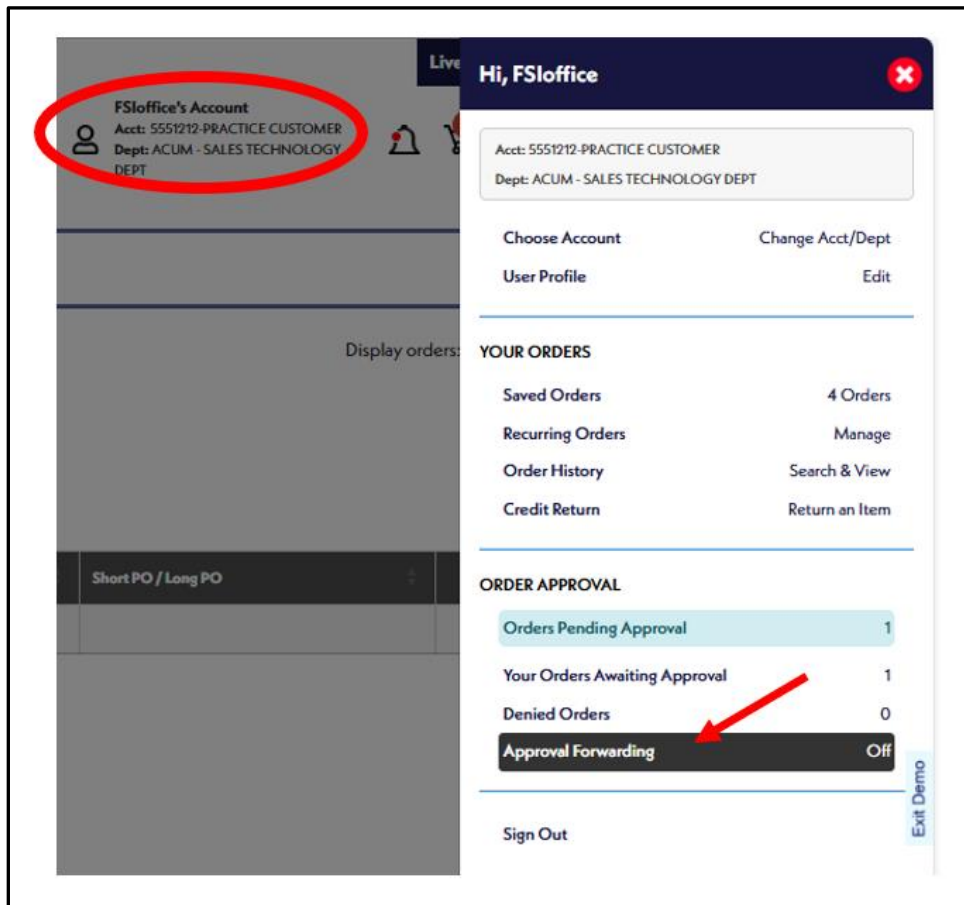 Live
FSIoffice's Account
Acct: 5551212-PRACTICE CUSTOMER
Dept: ACUM - SALES TECHNOLOGY
DEPT
Display orders:
Short PO / Long PO
Hi, FSIoffice
Acct: 5551212-PRACTICE CUSTOMER
Dept: ACUM - SALES TECHNOLOGY DEPT
Choose Account Change Acct/Dept
User Profile Edit
YOUR ORDERS
Saved Orders 4 Orders
Recurring Orders Manage
Order History Search & View
Credit Return Return an Item
ORDER APPROVAL
Orders Pending Approval 1
Your Orders Awaiting Approval 1
Denied Orders 0
Approval Forwarding Off
Exit Demo
Sign Out